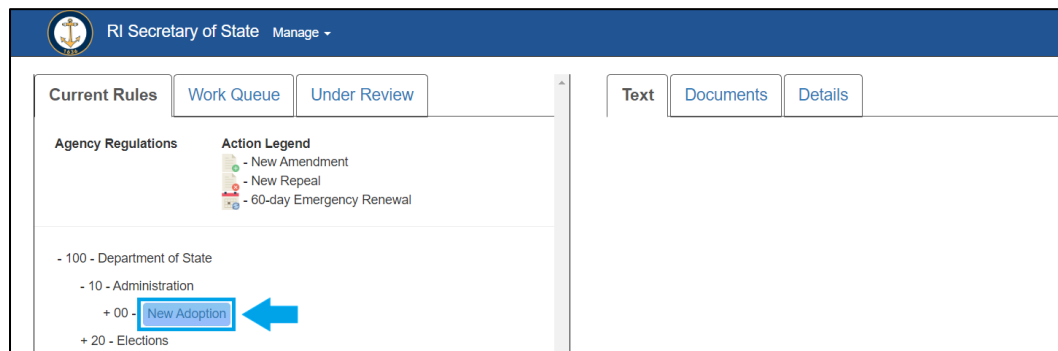 RI Secretary of State Manage
Current Rules Work Queue Under Review
Text Documents Details
Agency Regulations Action Legend
- New Amendment
- New Repeal
- 60-day Emergency Renewal
- 100 - Department of State
- 10 - Administration
+ 00 - New Adoption
+ 20 - Elections